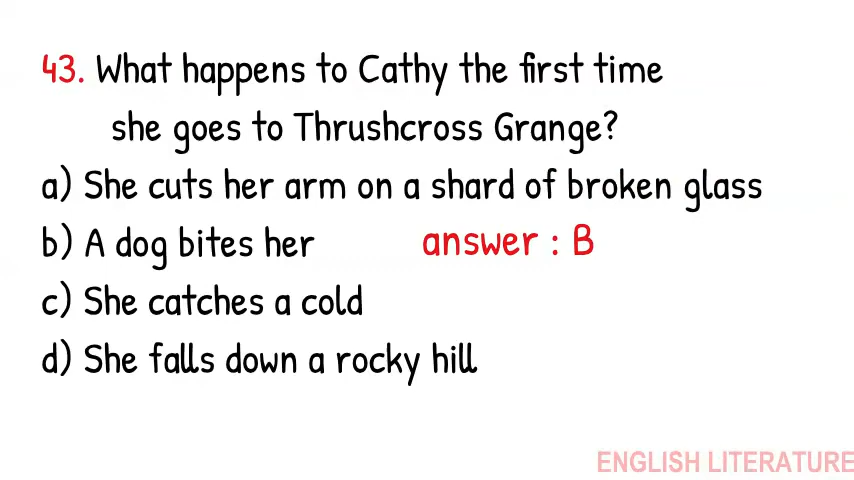 43. What happens to Cathy the first time
she goes to Thrushcross Grange?
a) She cuts her arm on a shard of broken glass
b) A dog bites her answer : B
c) She catches a cold
d) She falls down a rocky hill
ENGLISH LITERATURE